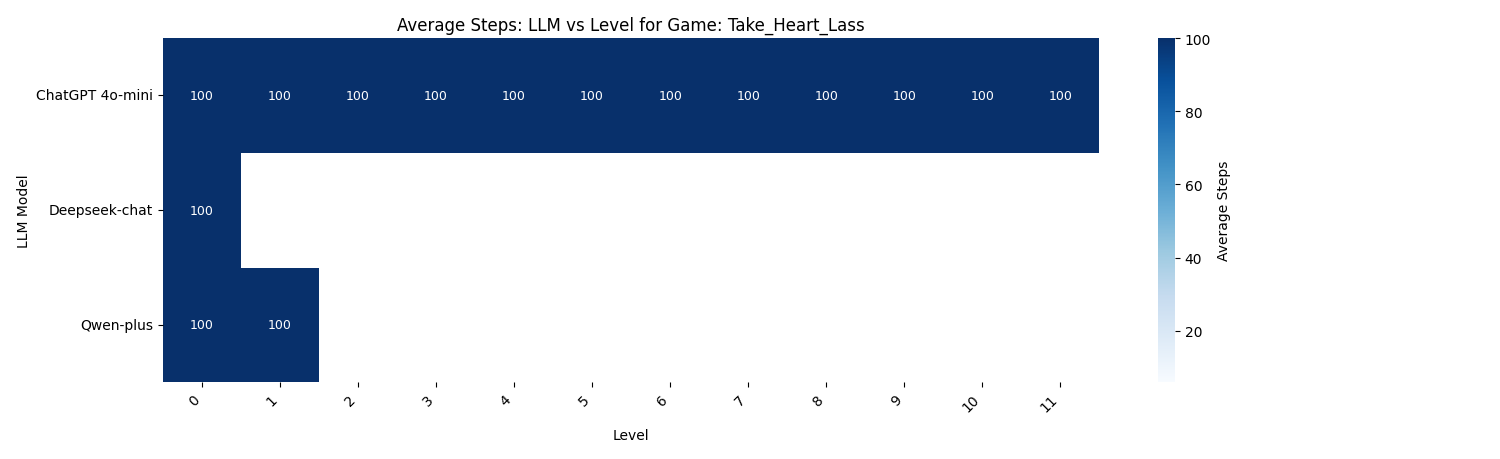 Average Steps: LLM vs Level for Game: Take_Heart_Lass
LLM Model
ChatGPT 4o-mini
100 100 100 100 100 100 100 100 100 100 100 100
Deepseek-chat
100
Qwen-plus
100 100
0 1 2 3 4 5 6 7 8 9 10 11
Level
100
80
60
40
20
Average Steps